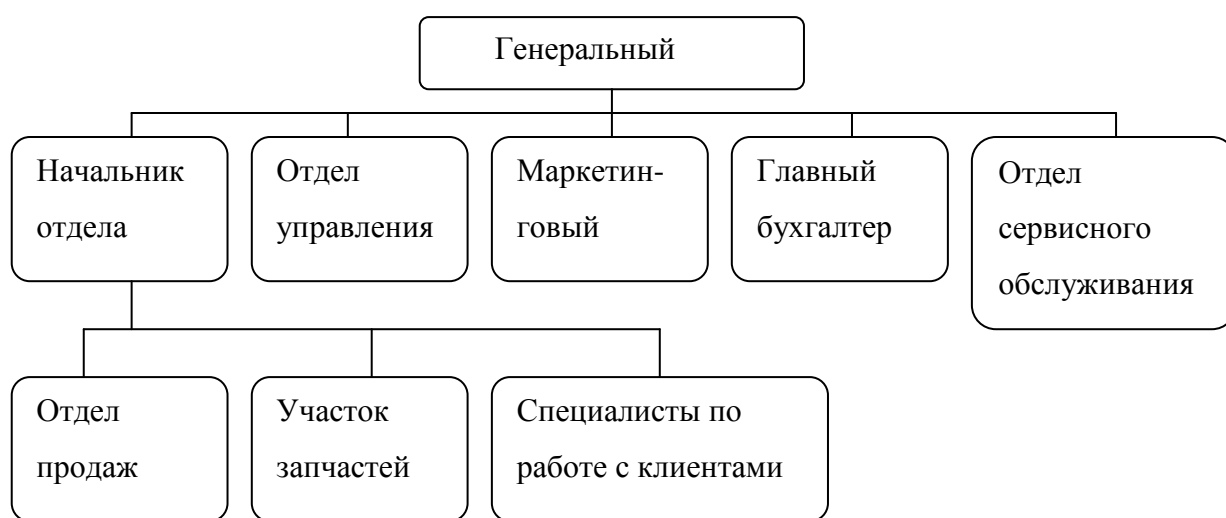 Генеральный
Начальник
отдела
Отдел
управления
Маркетин-
говый
Главный
бухгалтер
Отдел
сервисного
обслуживания
Отдел
продаж
Участок
запчастей
Специалисты по
работе с клиентами